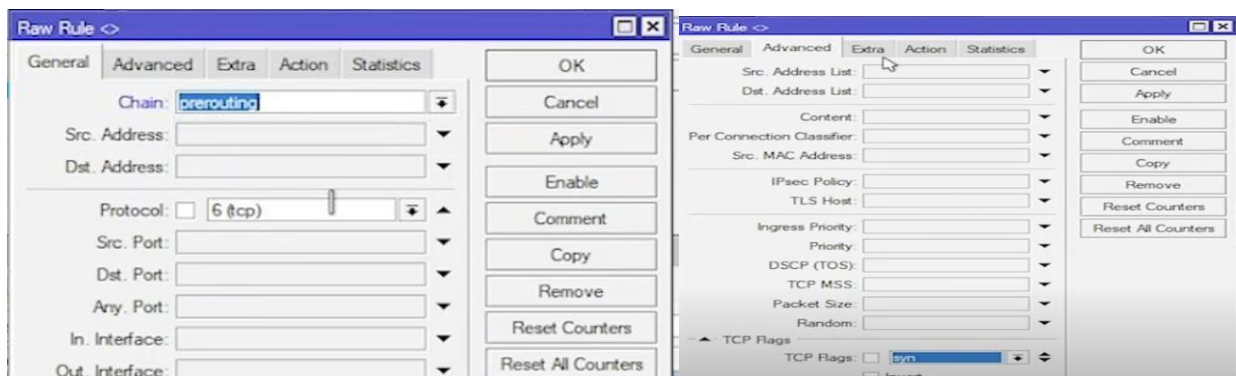 Raw Rule <>
General Advanced Extra Action Statistics
Chain: prerouting
Src. Address:
Dst. Address:
Protocol: 6 (tcp)
Src. Port:
Dst. Port:
Any. Port:
In. Interface:
Out. Interface:
OK
Cancel
Apply
Enable
Comment
Copy
Remove
Reset Counters
Reset All Counters
Raw Rule <>
General Advanced Extra Action Statistics
Src. Address List:
Dst. Address List:
Content:
Per Connection Classifier:
Src. MAC Address:
IPsec Policy:
TLS Host:
Ingress Priority:
Priority:
DSCP (TOS):
TCP MSS:
Packet Size:
Random:
TCP Flags
TCP Flags: syn
OK
Cancel
Apply
Enable
Comment
Copy
Remove
Reset Counters
Reset All Counters